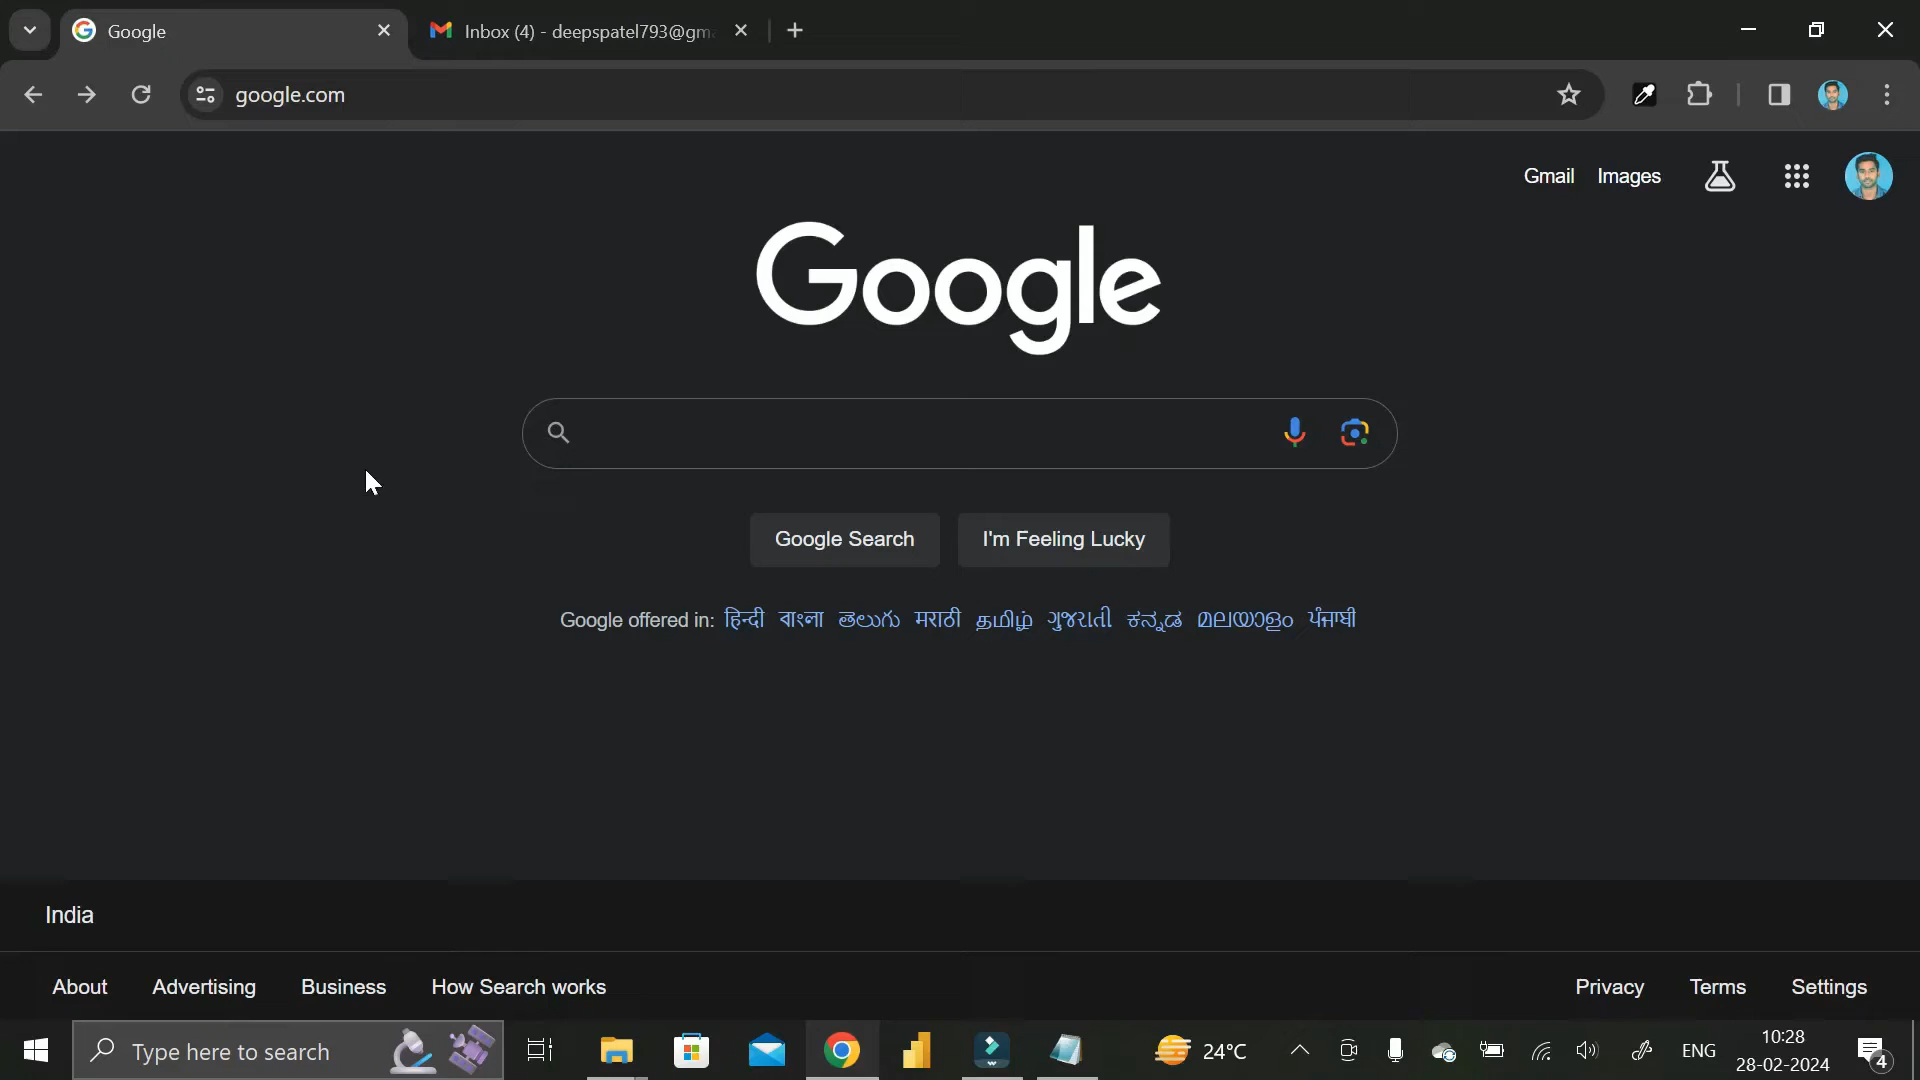 Google
Inbox (4) - deepspatel793@gm
google.com
Gmail Images
Google
Google Search I'm Feeling Lucky
Google offered in: हिन्दी বাংলা తెలుగు मराठी தமிழ் ગુજરાતી ಕನ್ನಡ മലയാളം ਪੰਜਾਬੀ
India
About Advertising Business How Search works Privacy Terms Settings
Type here to search 24°C ENG 10:28
28-02-2024 4